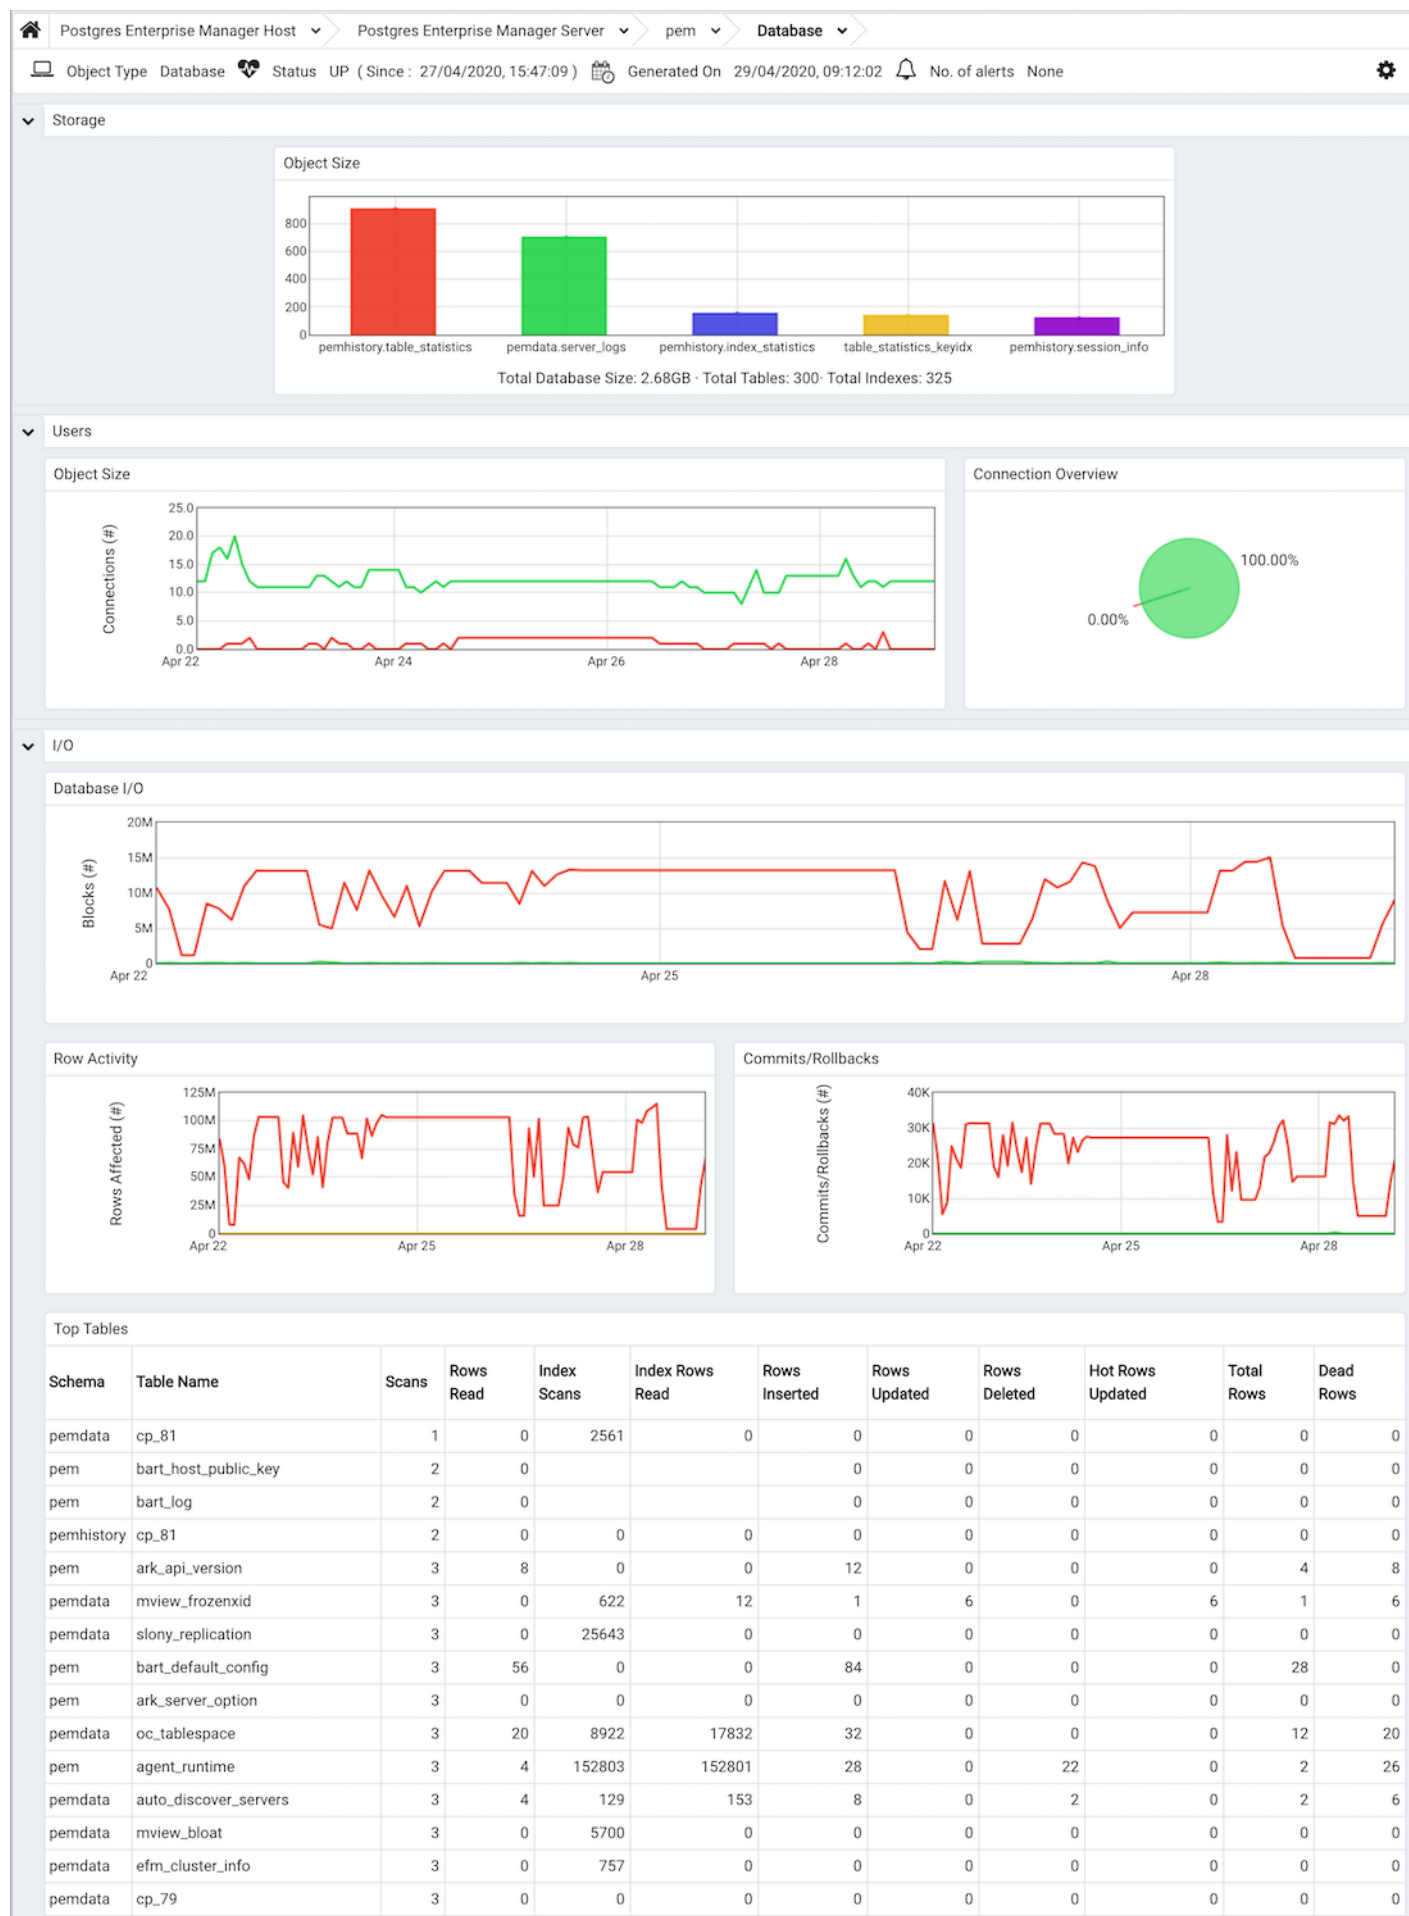 Postgres Enterprise Manager Host Postgres Enterprise Manager Server pem Database
Object Type Database Status UP ( Since : 27/04/2020, 15:47:09 ) Generated On 29/04/2020, 09:12:02 No. of alerts None
Storage
Object Size
800
600
400
200
0
pemhistory.table_statistics pemdata.server_logs pemhistory.index_statistics table_statistics_keyidx pemhistory.session_info
Total Database Size: 2.68GB · Total Tables: 300· Total Indexes: 325
Users
Object Size
Connections (#)
25.0
20.0
15.0
10.0
5.0
0.0
Apr 22 Apr 24 Apr 26 Apr 28
Connection Overview
100.00%
0.00%
I/O
Database I/O
Blocks (#)
20M
15M
10M
5M
0
Apr 22 Apr 25 Apr 28
Row Activity
Rows Affected (#)
125M
100M
75M
50M
25M
0
Apr 22 Apr 25 Apr 28
Commits/Rollbacks
Commits/Rollbacks (#)
40K
30K
20K
10K
0
Apr 22 Apr 25 Apr 28
Top Tables
Schema Table Name Scans Rows Read Index Scans Index Rows Read Rows Inserted Rows Updated Rows Deleted Hot Rows Updated Total Rows Dead Rows
pemdata cp_81 1 0 2561 0 0 0 0 0 0 0
pem bart_host_public_key 2 0 0 0 0 0 0 0
pem bart_log 2 0 0 0 0 0 0 0
pemhistory cp_81 2 0 0 0 0 0 0 0 0 0
pem ark_api_version 3 8 0 0 12 0 0 0 4 8
pemdata mview_frozenxid 3 0 622 12 1 6 0 6 1 6
pemdata slony_replication 3 0 25643 0 0 0 0 0 0 0
pem bart_default_config 3 56 0 0 84 0 0 0 28 0
pem ark_server_option 3 0 0 0 0 0 0 0 0 0
pemdata oc_tablespace 3 20 8922 17832 32 0 0 0 12 20
pem agent_runtime 3 4 152803 152801 28 0 22 0 2 26
pemdata auto_discover_servers 3 4 129 153 8 0 2 0 2 6
pemdata mview_bloat 3 0 5700 0 0 0 0 0 0 0
pemdata efm_cluster_info 3 0 757 0 0 0 0 0 0 0
pemdata cp_79 3 0 0 0 0 0 0 0 0 0